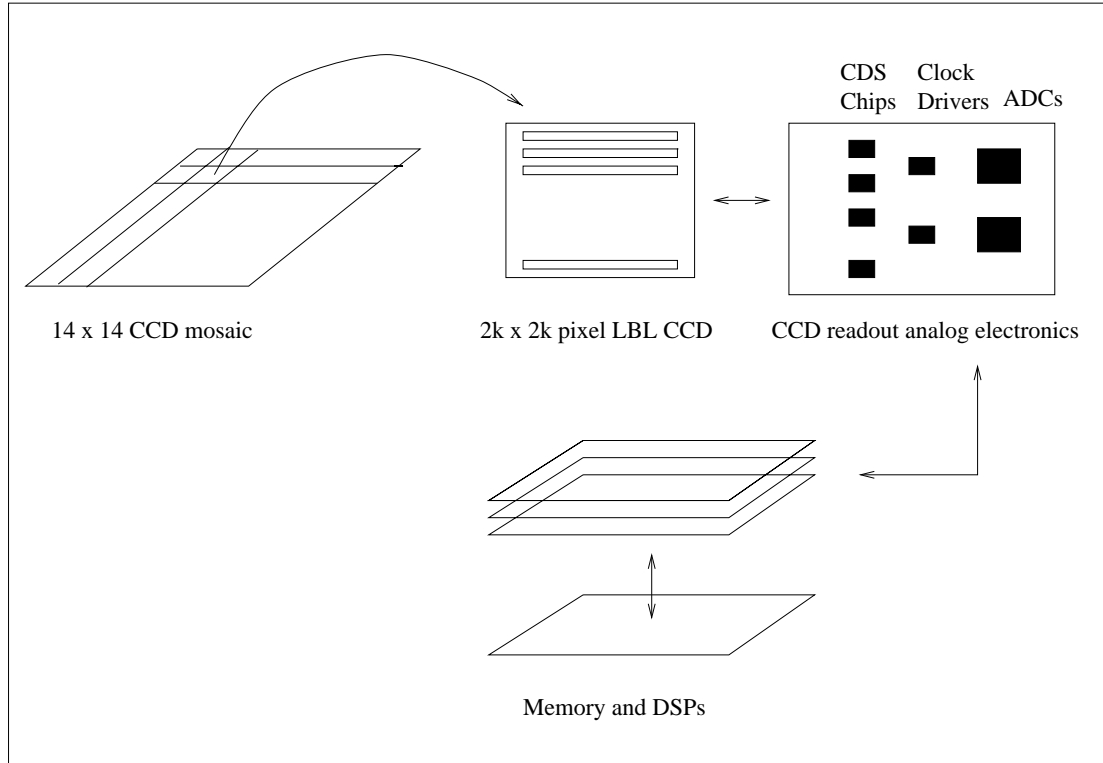 CDS Clock
Chips Drivers ADCs
14 x 14 CCD mosaic
2k x 2k pixel LBL CCD
CCD readout analog electronics
Memory and DSPs